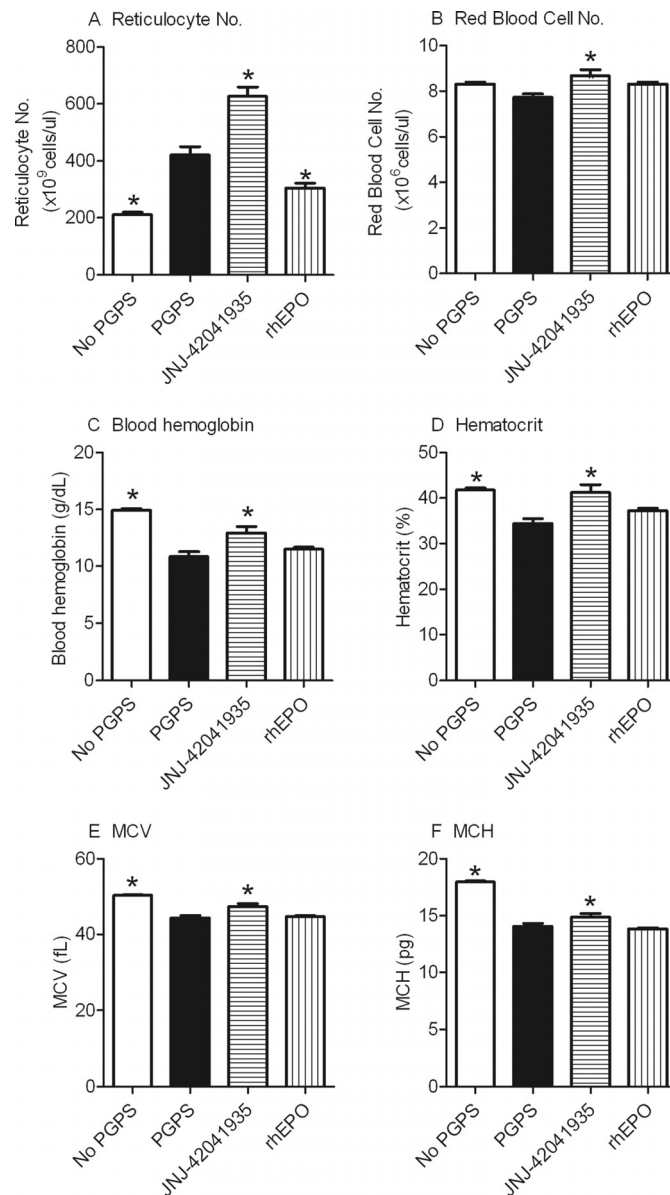 A Reticulocyte No.
Reticulocyte No.
(x10⁹cells/ul)
800
600
400
200
0
*
*
*
No PGPS
PGPS
JNJ-42041935
rhEPO
B Red Blood Cell No.
Red Blood Cell No.
(x10⁶cells/ul)
10
8
6
4
2
0
*
No PGPS
PGPS
JNJ-42041935
rhEPO
C Blood hemoglobin
Blood hemoglobin (g/dL)
20
15
10
5
0
*
*
No PGPS
PGPS
JNJ-42041935
rhEPO
D Hematocrit
Hematocrit (%)
50
40
30
20
10
0
*
*
No PGPS
PGPS
JNJ-42041935
rhEPO
E MCV
MCV (fL)
60
40
20
0
*
*
No PGPS
PGPS
JNJ-42041935
rhEPO
F MCH
MCH (pg)
20
15
10
5
0
*
*
No PGPS
PGPS
JNJ-42041935
rhEPO